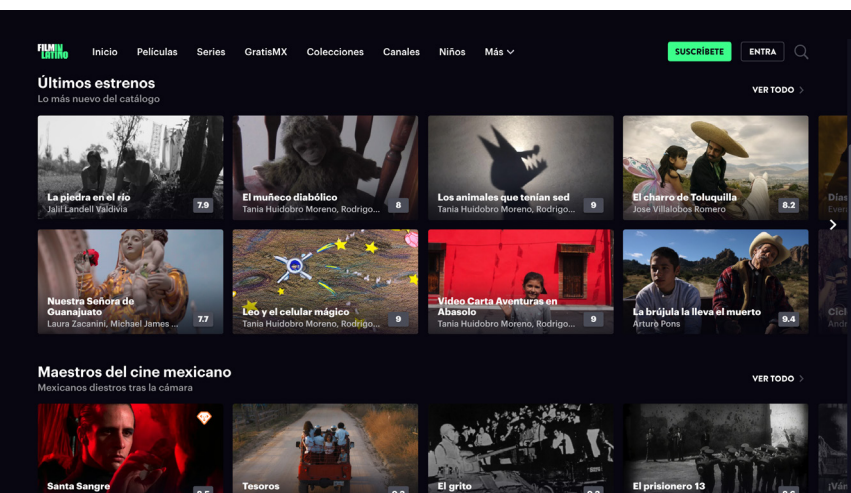 FILMIN
LATINO
Inicio
Películas
Series
GratisMX
Colecciones
Canales
Niños
Más
SUSCRÍBETE
ENTRA
Últimos estrenos
Lo más nuevo del catálogo
VER TODO
La piedra en el río
Jalil Landell Valdivia
7.9
El muñeco diabólico
Tania Huidobro Moreno, Rodrigo...
8
Los animales que tenían sed
Tania Huidobro Moreno, Rodrigo...
9
El charro de Toluquilla
Jose Villalobos Romero
8.2
Días
Nuestra Señora de
Guanajuato
Laura Zacanini, Michael James ...
7.7
Leo y el celular mágico
Tania Huidobro Moreno, Rodrigo...
9
Video Carta Aventuras en
Abasolo
Tania Huidobro Moreno, Rodrigo...
9
La brújula la lleva el muerto
Arturo Pons
9.4
Maestros del cine mexicano
Mexicanos diestros tras la cámara
VER TODO
Santa Sangre
Tesoros
El grito
El prisionero 13